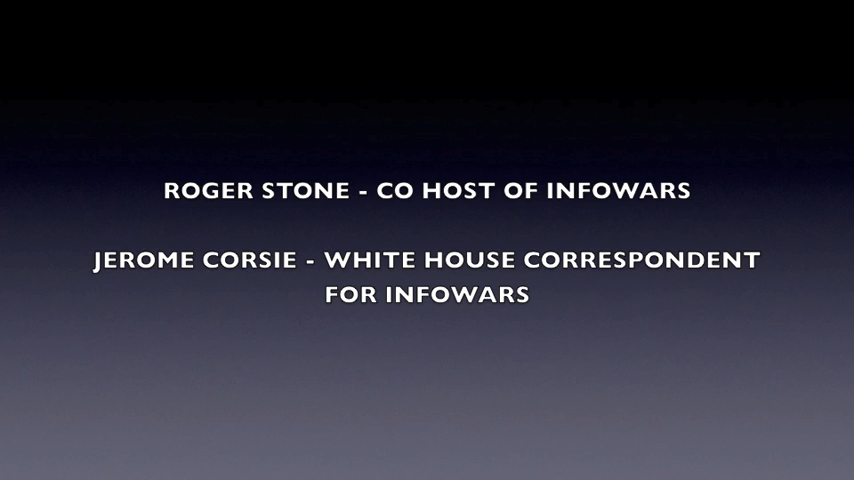 ROGER STONE - CO HOST OF INFOWARS
JEROME CORSIE - WHITE HOUSE CORRESPONDENT
FOR INFOWARS